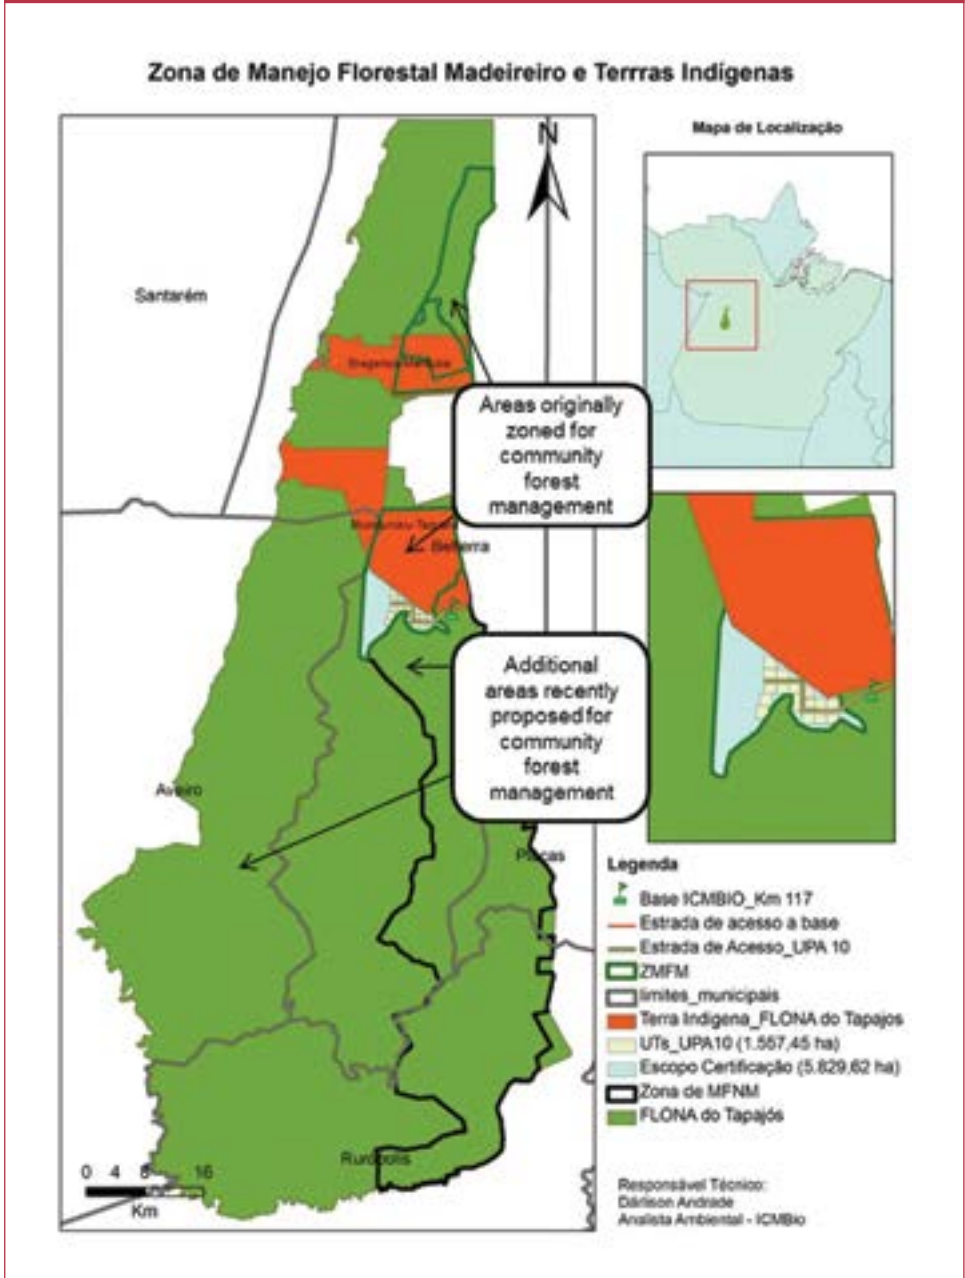 Zona de Manejo Florestal Madeireiro e Terrras Indígenas
Mapa de Localização
N
Santarém
Areas originally
zoned for
community
forest
management
Belterra
Additional
areas recently
proposed for
community
forest
management
Aveiro
Placas
Rurópolis
0 4 8 16
Km
Legenda
Base ICMBIO_Km 117
Estrada de acesso a base
Estrada de Acesso_UPA 10
ZMFM
limites_municipais
Terra Indigena_FLONA do Tapajos
UTs_UPA10 (1.557,45 ha)
Escopo Certificação (5.829,62 ha)
Zona de MFNM
FLONA do Tapajós
Responsável Técnico:
Dárlison Andrade
Analista Ambiental - ICMBio